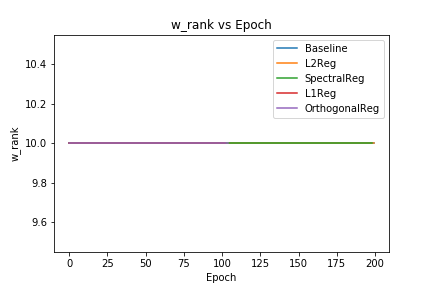 w_rank vs Epoch
Baseline
L2Reg
SpectralReg
L1Reg
OrthogonalReg
10.4
10.2
10.0
9.8
9.6
w_rank
0
25
50
75
100
125
150
175
200
Epoch